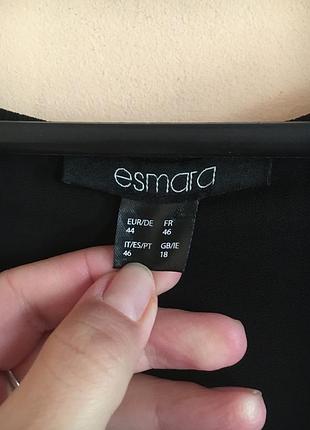 esmara
EUR/DE FR
44 46
IT/ES/PT GB/IE
46 18